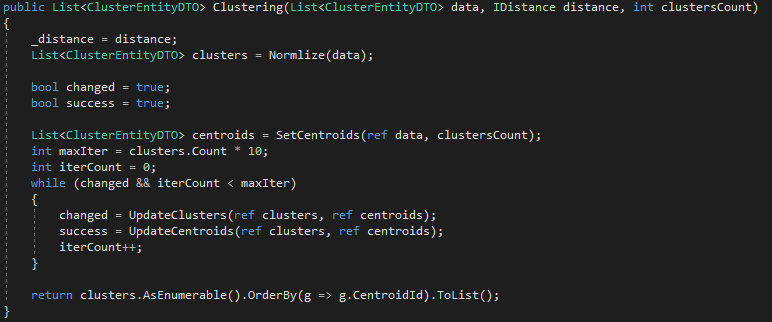 public List<ClusterEntityDTO> Clustering(List<ClusterEntityDTO> data, IDistance distance, int clustersCount)
{
    _distance = distance;
    List<ClusterEntityDTO> clusters = Normlize(data);

    bool changed = true;
    bool success = true;

    List<ClusterEntityDTO> centroids = SetCentroids(ref data, clustersCount);
    int maxIter = clusters.Count * 10;
    int iterCount = 0;
    while (changed && iterCount < maxIter)
    {
        changed = UpdateClusters(ref clusters, ref centroids);
        success = UpdateCentroids(ref clusters, ref centroids);
        iterCount++;
    }

    return clusters.AsEnumerable().OrderBy(g => g.CentroidId).ToList();
}